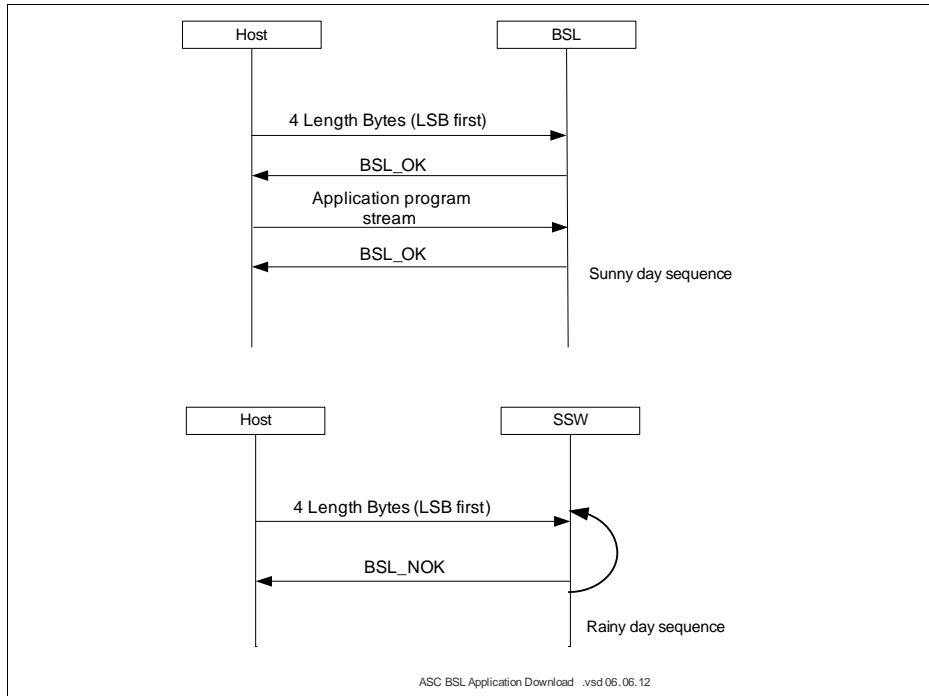 Host
BSL
4 Length Bytes (LSB first)
BSL_OK
Application program
stream
BSL_OK
Sunny day sequence
Host
SSW
4 Length Bytes (LSB first)
BSL_NOK
Rainy day sequence
ASC BSL Application Download .vsd 06.06.12